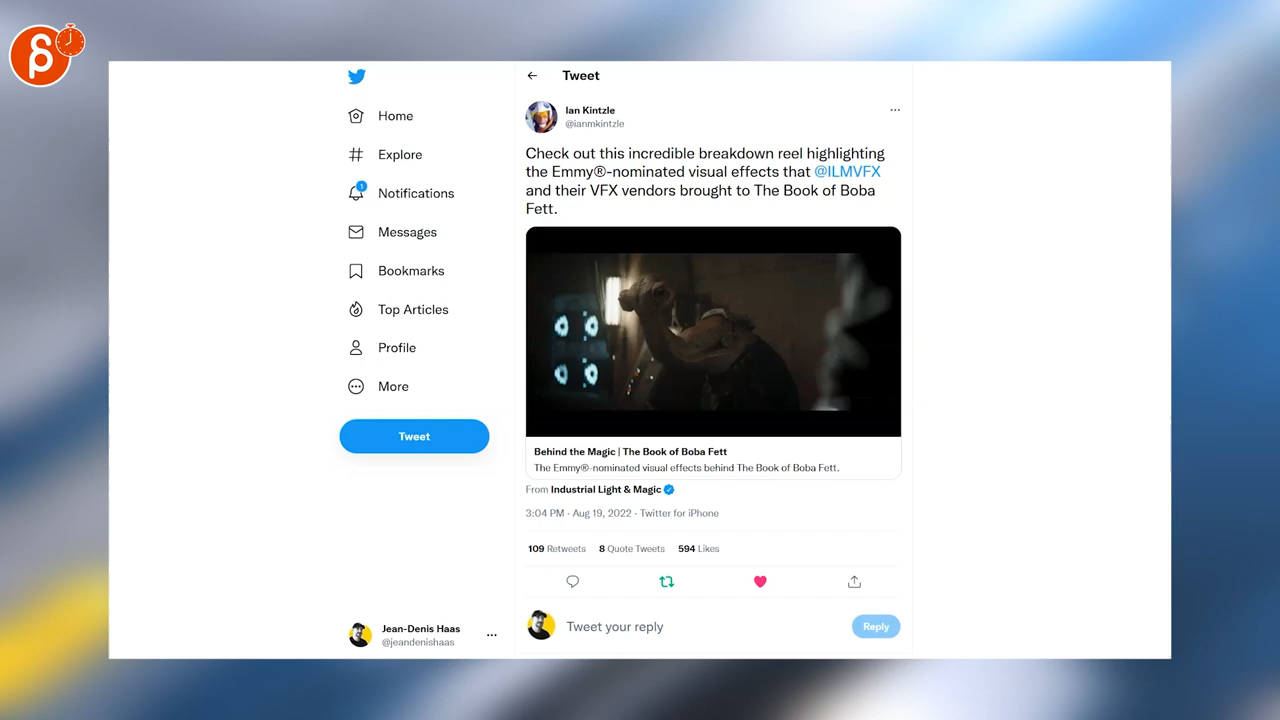 Tweet
Ian Kintzle
@ianmkintzle
Check out this incredible breakdown reel highlighting
the Emmy®-nominated visual effects that @ILMVFX
and their VFX vendors brought to The Book of Boba
Fett.
Behind the Magic | The Book of Boba Fett
The Emmy®-nominated visual effects behind The Book of Boba Fett.
From Industrial Light & Magic
3:04 PM · Aug 19, 2022 · Twitter for iPhone
109 Retweets 8 Quote Tweets 594 Likes
Tweet your reply
Reply
Home
Explore
1
Notifications
Messages
Bookmarks
Top Articles
Profile
More
Tweet
Jean-Denis Haas
@jeandenishaas